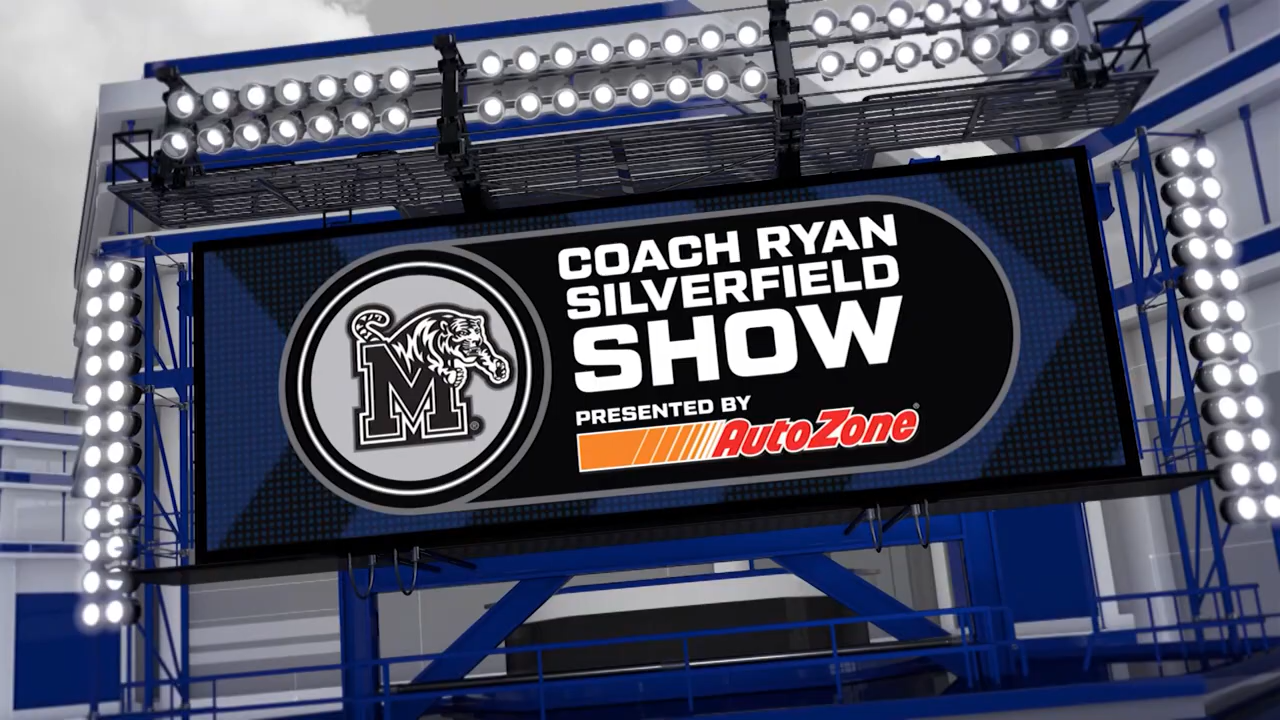 M®
COACH RYAN
SILVERFIELD
SHOW
PRESENTED BY
AutoZone®